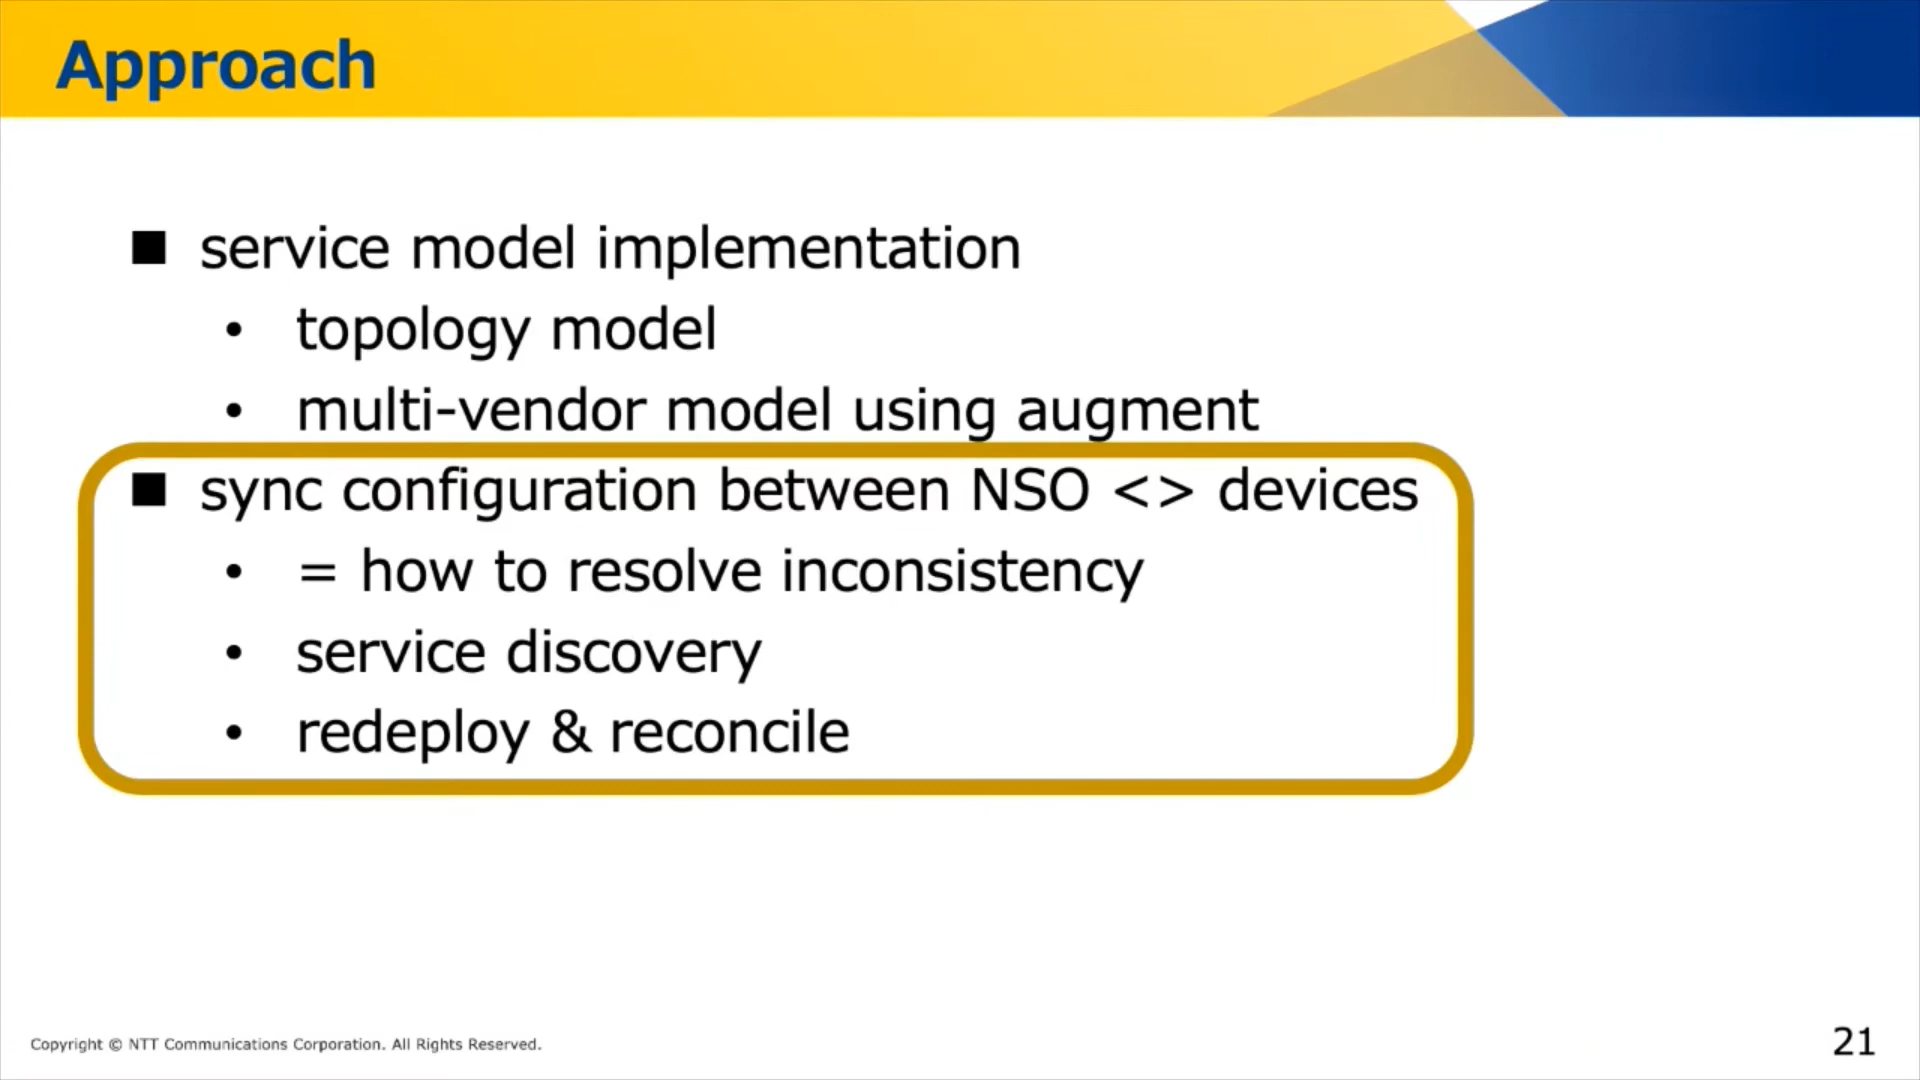 Approach
■ service model implementation
• topology model
• multi-vendor model using augment
■ sync configuration between NSO <> devices
• = how to resolve inconsistency
• service discovery
• redeploy & reconcile
Copyright © NTT Communications Corporation. All Rights Reserved.
21